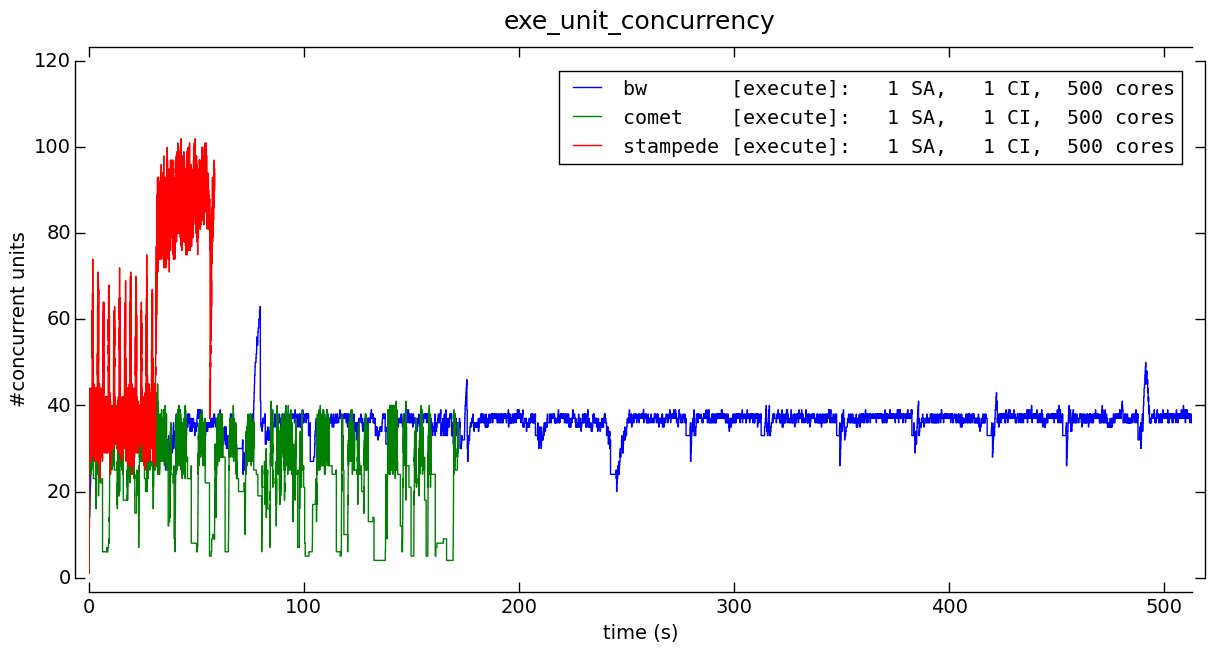 exe_unit_concurrency
120
100
80
60
40
20
0
#concurrent units
bw       [execute]:   1 SA,   1 CI,  500 cores
comet    [execute]:   1 SA,   1 CI,  500 cores
stampede [execute]:   1 SA,   1 CI,  500 cores
0 100 200 300 400 500
time (s)